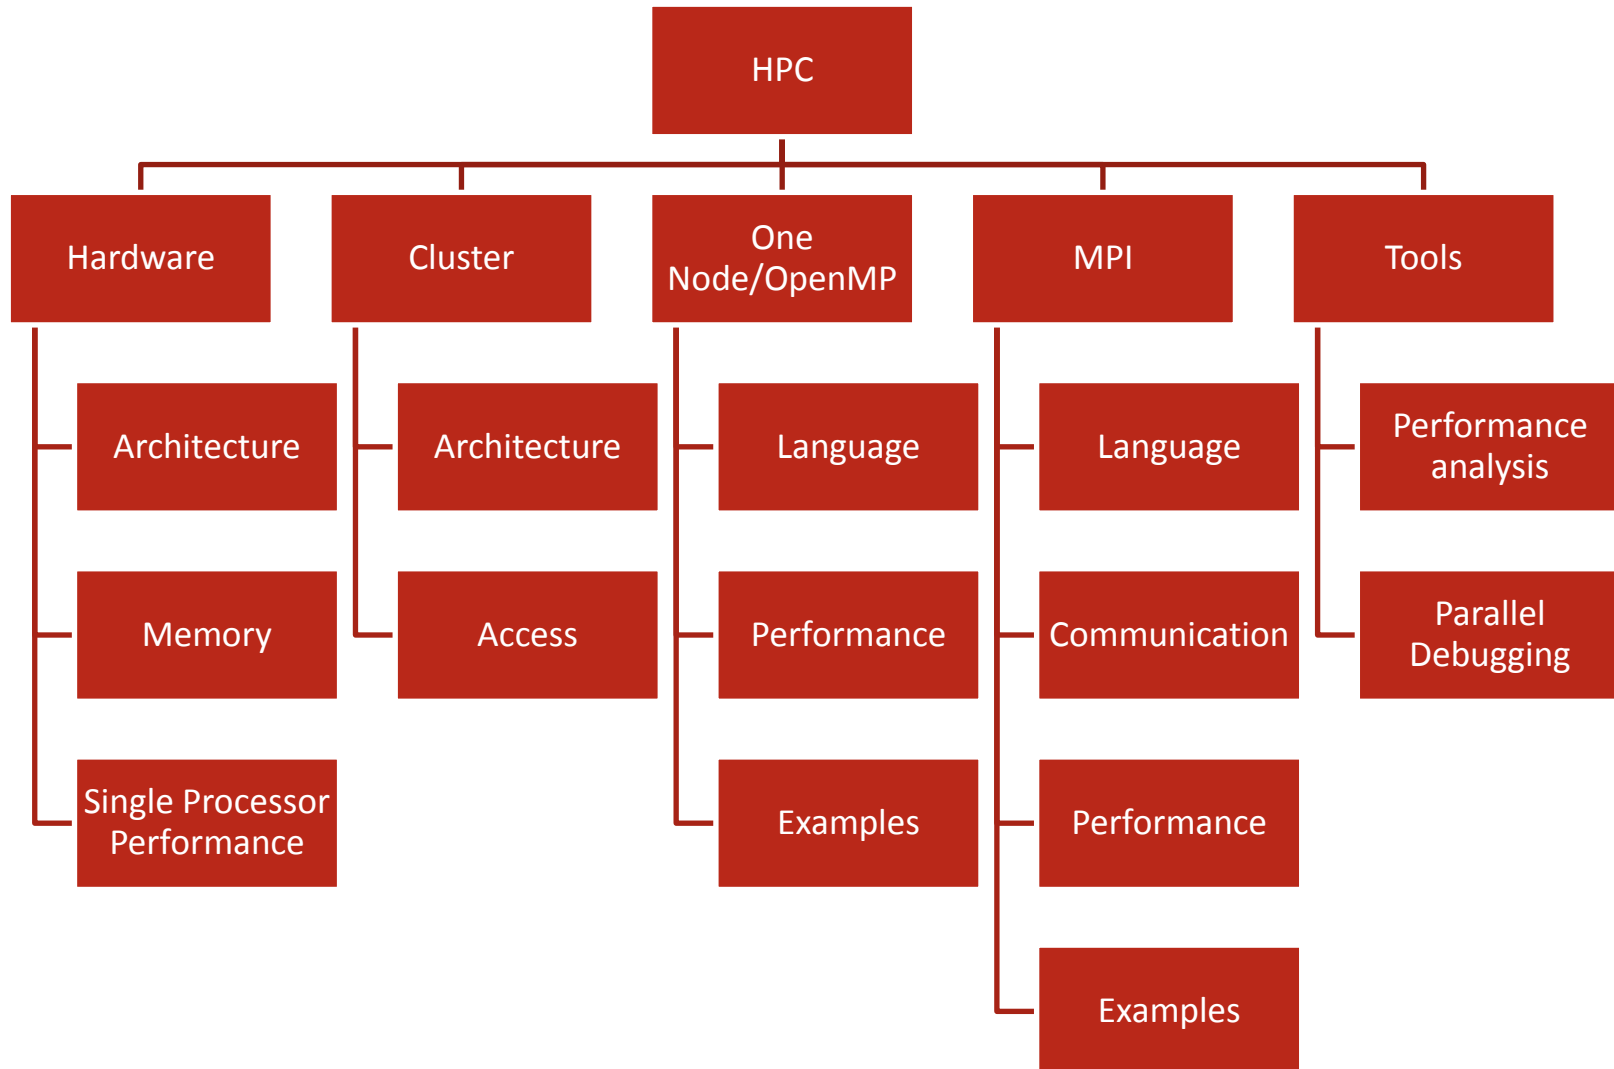 HPC
Hardware
Cluster
One
Node/OpenMP
MPI
Tools
Architecture
Architecture
Language
Language
Performance
analysis
Memory
Access
Performance
Communication
Parallel
Debugging
Single Processor
Performance
Examples
Performance
Examples